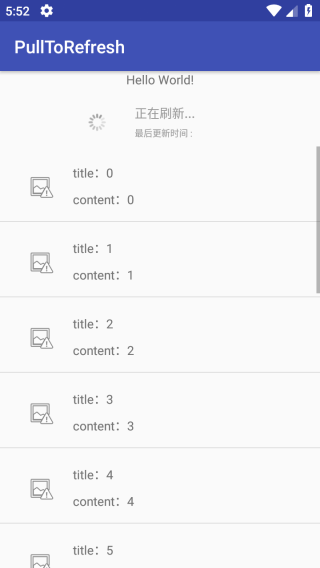 5:52
PullToRefresh
Hello World!
正在刷新...
最后更新时间 :
title：0
content：0
title：1
content：1
title：2
content：2
title：3
content：3
title：4
content：4
title：5